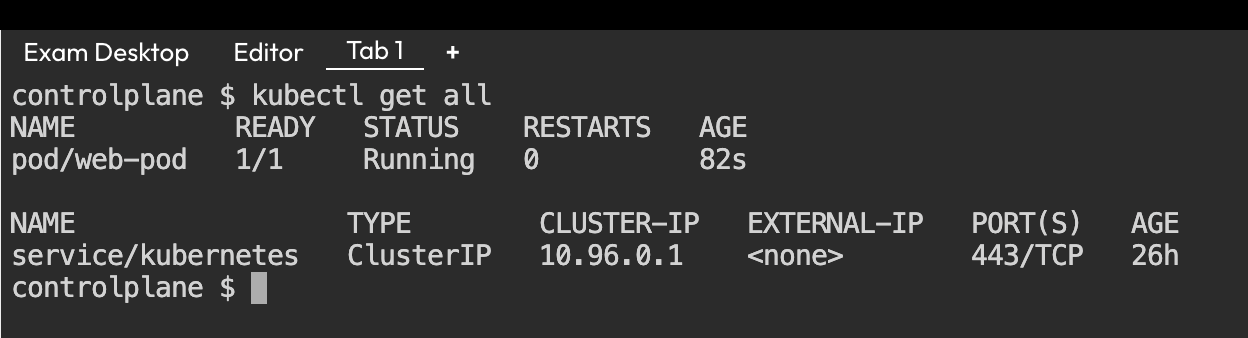 Exam Desktop Editor Tab 1 +
controlplane $ kubectl get all
NAME READY STATUS RESTARTS AGE
pod/web-pod 1/1 Running 0 82s
NAME TYPE CLUSTER-IP EXTERNAL-IP PORT(S) AGE
service/kubernetes ClusterIP 10.96.0.1 <none> 443/TCP 26h
controlplane $